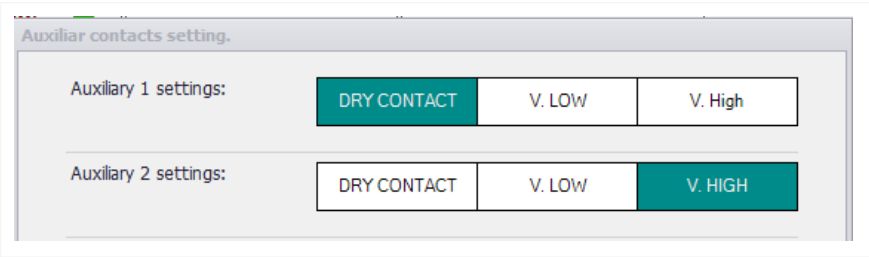 Auxiliar contacts setting.
Auxiliary 1 settings:
DRY CONTACT V. LOW V. High
Auxiliary 2 settings:
DRY CONTACT V. LOW V. HIGH